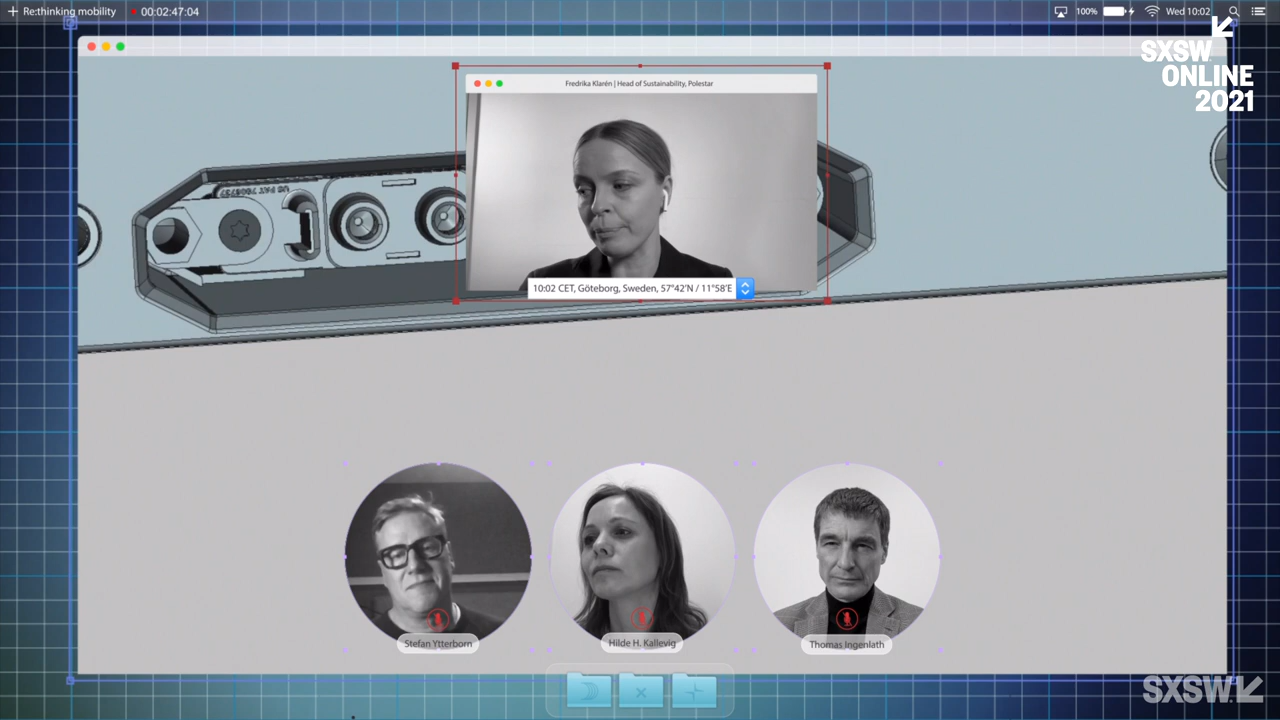 Re:thinking mobility
00:02:47:04
100%
Wed 10:02
SXSW
ONLINE
2021
Fredrika Klarén | Head of Sustainability, Polestar
10:02 CET, Göteborg, Sweden, 57°42'N / 11°58'E
Stefan Ytterborn
Hilde H. Kallevig
Thomas Ingenlath
SXSW